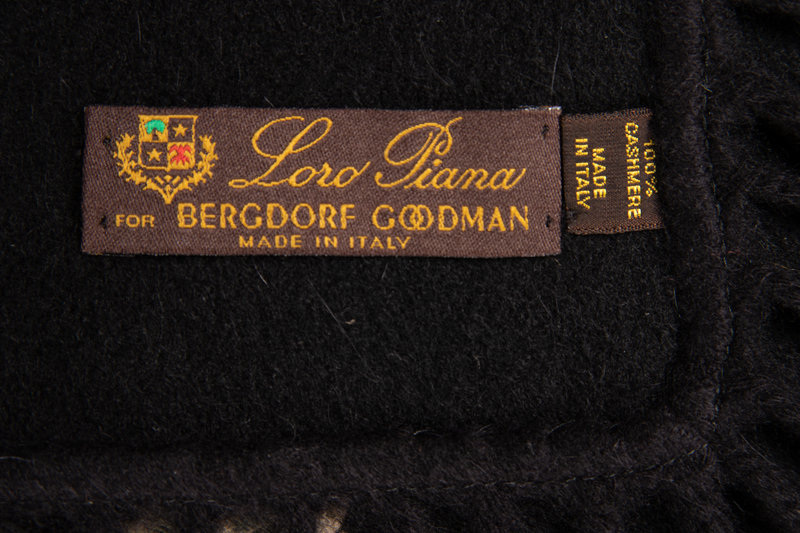 Loro Piana
FOR BERGDORF GOODMAN
MADE IN ITALY
100%
CASHMERE
MADE
IN ITALY